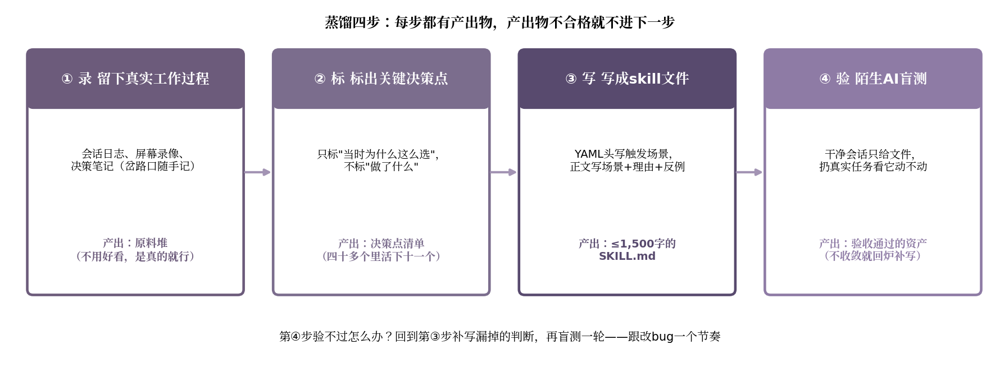 蒸馏四步：每步都有产出物，产出物不合格就不进下一步
① 录 留下真实工作过程
会话日志、屏幕录像、
决策笔记（岔路口随手记）
产出：原料堆
（不用好看，是真的就行）
② 标 标出关键决策点
只标"当时为什么这么选"，
不标"做了什么"
产出：决策点清单
（四十多个里活下十一个）
③ 写 写成skill文件
YAML头写触发场景，
正文写场景+理由+反例
产出：≤1,500字的
SKILL.md
④ 验 陌生AI盲测
干净会话只给文件，
扔真实任务看它动不动
产出：验收通过的资产
（不收敛就回炉补写）
第④步验不过怎么办？回到第③步补写漏掉的判断，再盲测一轮——跟改bug一个节奏